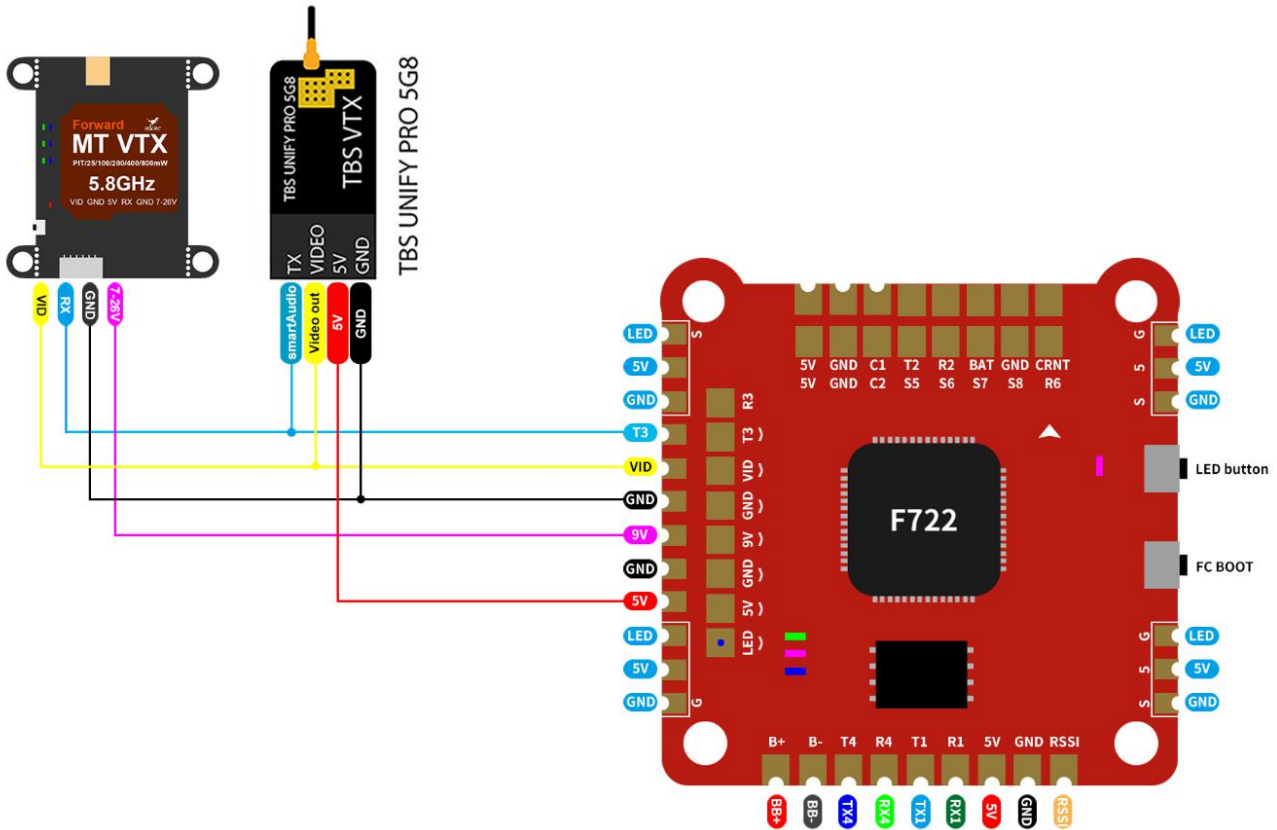 Forward
MT VTX
PIT/25/100/200/400/800mW
5.8GHz
VID GND 5V RX GND 7-26V
VID
RX
GND
7-26V
TBS UNIFY PRO 5G8
TBS VTX
TX
VIDEO
5V
GND
smartAudio
Video out
5V
GND
TBS UNIFY PRO 5G8
LED
5V
GND
T3
VID
GND
9V
GND
5V
LED
5V
GND
S
G
R3
T3
VID
GND
9V
GND
5V
LED
5V GND C1 T2 R2 BAT GND CRNT
5V GND C2 S5 S6 S7 S8 R6
F722
G
5
S
LED
5V
GND
LED button
FC BOOT
G
5
S
LED
5V
GND
B+ B- T4 R4 T1 R1 5V GND RSSI
BB+
BB-
TX4
RX4
TX1
RX1
5V
GND
RSSI